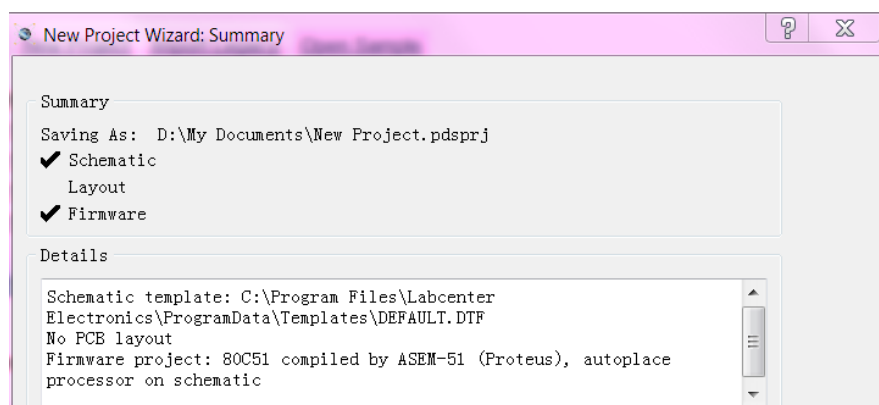 New Project Wizard: Summary
Summary
Saving As: D:\My Documents\New Project.pdsprj
Schematic
Layout
Firmware
Details
Schematic template: C:\Program Files\Labcenter
Electronics\ProgramData\Templates\DEFAULT.DTF
No PCB layout
Firmware project: 80C51 compiled by ASEM-51 (Proteus), autoplace
processor on schematic